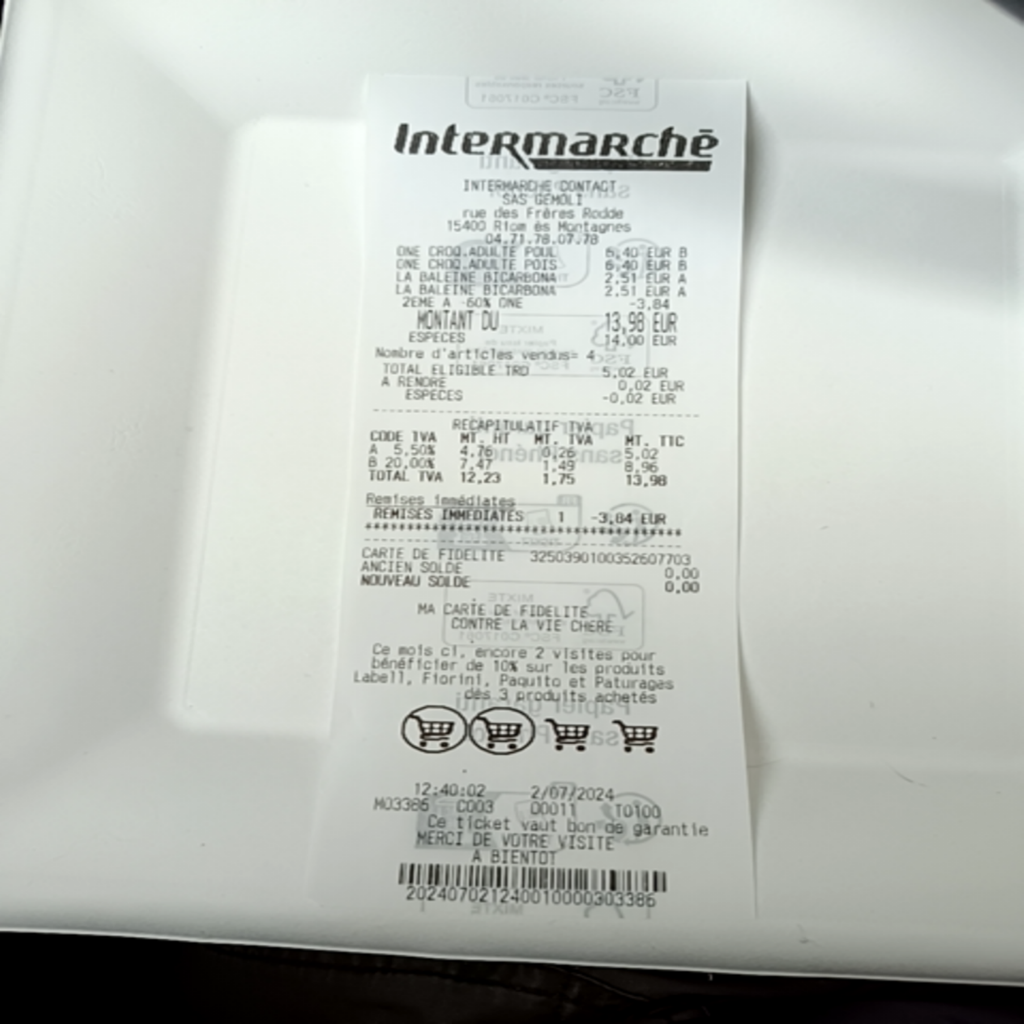 Intermarchē
INTERMARCHE CONTACT
SAS GEMOLI
rue des Frères Rodde
15400 Riom ès Montagnes
04.71.78.07.78
ONE CROQ.ADULTE POUL 6,40 EUR B
ONE CROQ.ADULTE POIS 6,40 EUR B
LA BALEINE BICARBONA 2,51 EUR A
LA BALEINE BICARBONA 2,51 EUR A
2EME A -60% ONE -3,84
MONTANT DU 13,98 EUR
ESPECES 14,00 EUR
Nombre d'articles vendus= 4
TOTAL ELIGIBLE TRD 5,02 EUR
A RENDRE 0,02 EUR
ESPECES -0,02 EUR
RECAPITULATIF TVA
CODE TVA MT. HT MT. TVA MT. TTC
A 5,50% 4,76 0,26 5,02
B 20,00% 7,47 1,49 8,96
TOTAL TVA 12,23 1,75 13,98
Remises immédiates
REMISES IMMEDIATES 1 -3,84 EUR
CARTE DE FIDELITE 3250390100352607703
ANCIEN SOLDE 0,00
NOUVEAU SOLDE 0,00
MA CARTE DE FIDELITE
CONTRE LA VIE CHERE
Ce mois ci, encore 2 visites pour
bénéficier de 10% sur les produits
Labell, Fiorini, Paquito et Paturages
dès 3 produits achetés
12:40:02 2/07/2024
M03386 C003 00011 T0100
Ce ticket vaut bon de garantie
MERCI DE VOTRE VISITE
A BIENTOT
202407021240010000303386